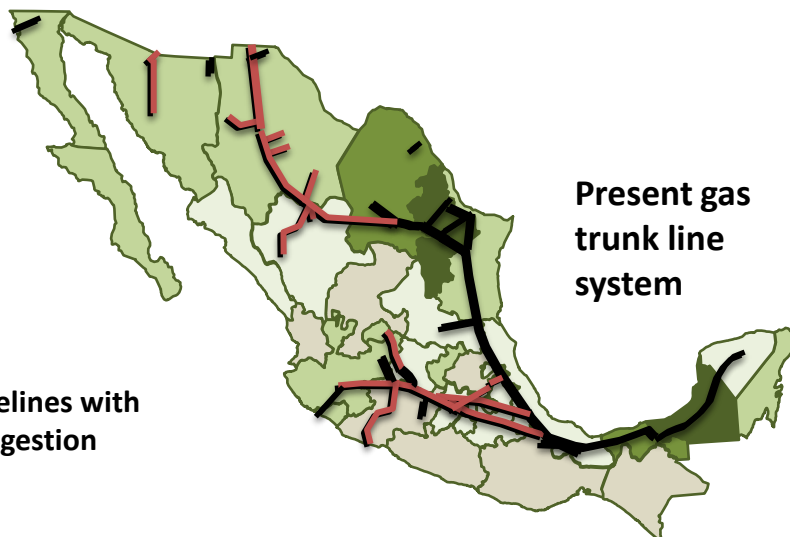 Present gas
trunk line
system
elines with
gestion